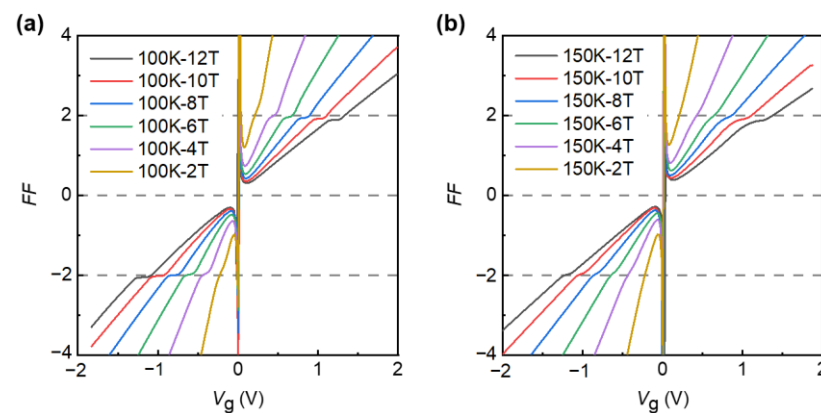 (a)
4
2
0
−2
−4
FF
100K-12T
100K-10T
100K-8T
100K-6T
100K-4T
100K-2T
−2 −1 0 1 2
Vg (V)
(b)
4
2
0
−2
−4
FF
150K-12T
150K-10T
150K-8T
150K-6T
150K-4T
150K-2T
−2 −1 0 1 2
Vg (V)